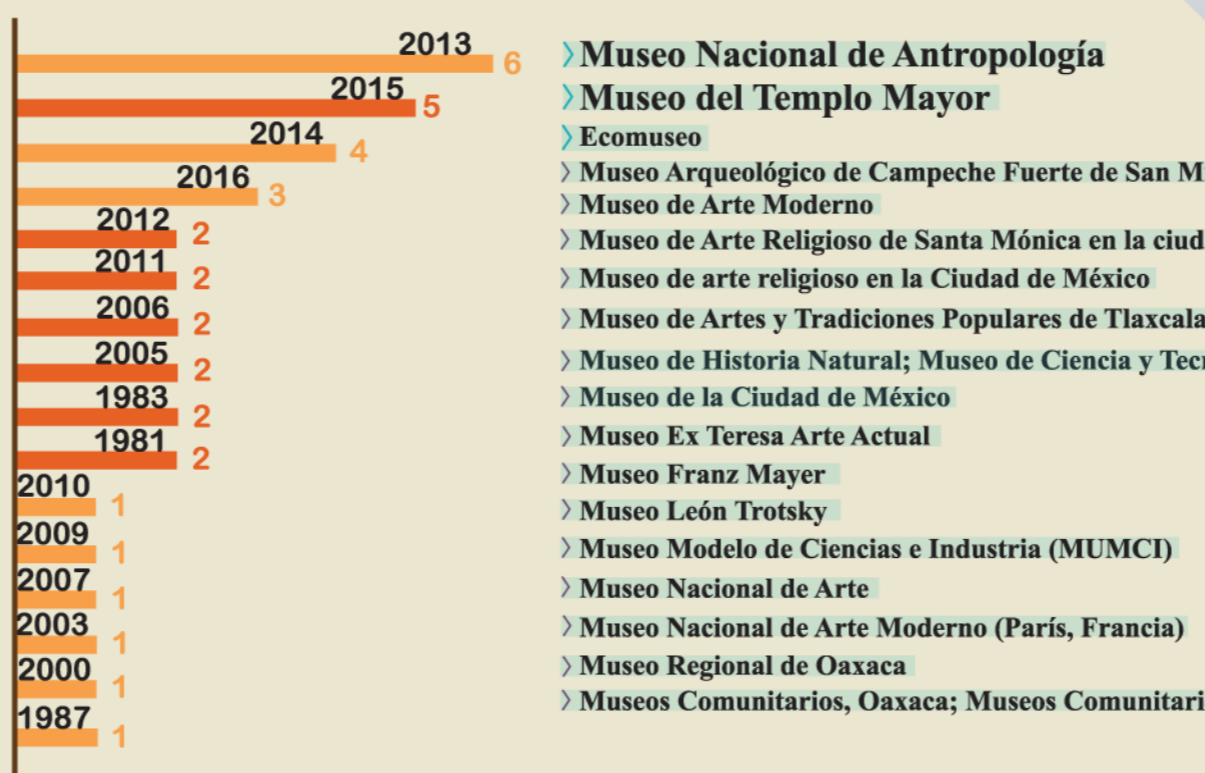 2013 6
2015 5
2014 4
2016 3
2012 2
2011 2
2006 2
2005 2
1983 2
1981 2
2010 1
2009 1
2007 1
2003 1
2000 1
1987 1
Museo Nacional de Antropología
Museo del Templo Mayor
Ecomuseo
Museo Arqueológico de Campeche Fuerte de San
Museo de Arte Moderno
Museo de Arte Religioso de Santa Mónica en la
Museo de arte religioso en la Ciudad de México
Museo de Artes y Tradiciones Populares de Tlaxcala
Museo de Historia Natural; Museo de Ciencia y
Museo de la Ciudad de México
Museo Ex Teresa Arte Actual
Museo Franz Mayer
Museo León Trotsky
Museo Modelo de Ciencias e Industria (MUMCI)
Museo Nacional de Arte
Museo Nacional de Arte Moderno (París, Francia)
Museo Regional de Oaxaca
Museos Comunitarios, Oaxaca; Museos